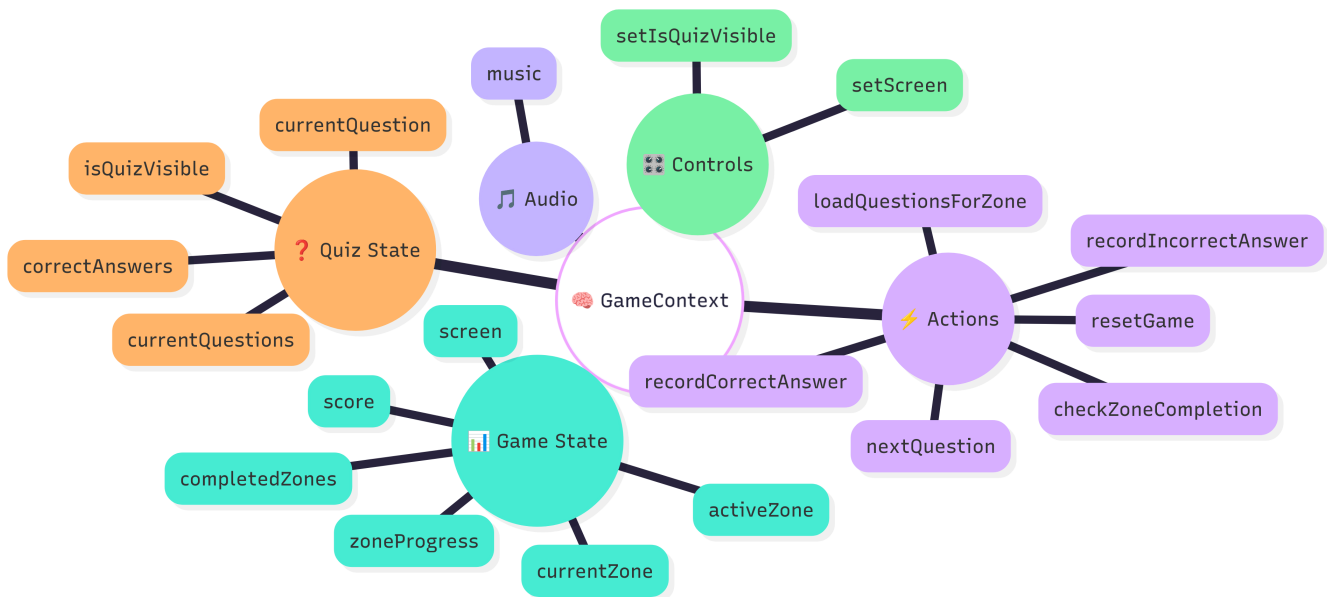 setIsQuizVisible
music
setScreen
currentQuestion
🎛️ Controls
isQuizVisible
🎵 Audio
loadQuestionsForZone
❓ Quiz State
recordIncorrectAnswer
correctAnswers
🧠 GameContext
⚡ Actions
resetGame
currentQuestions
screen
recordCorrectAnswer
score
checkZoneCompletion
📊 Game State
nextQuestion
completedZones
activeZone
zoneProgress
currentZone